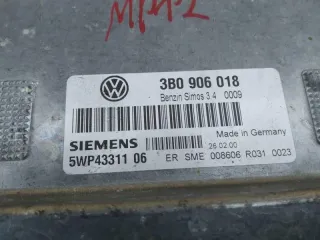 3B0 906 018
Benzin Simos 3.4 0009
Made in Germany
SIEMENS
26.02.00
5WP43311 06
ER SME 006606 R031 0023